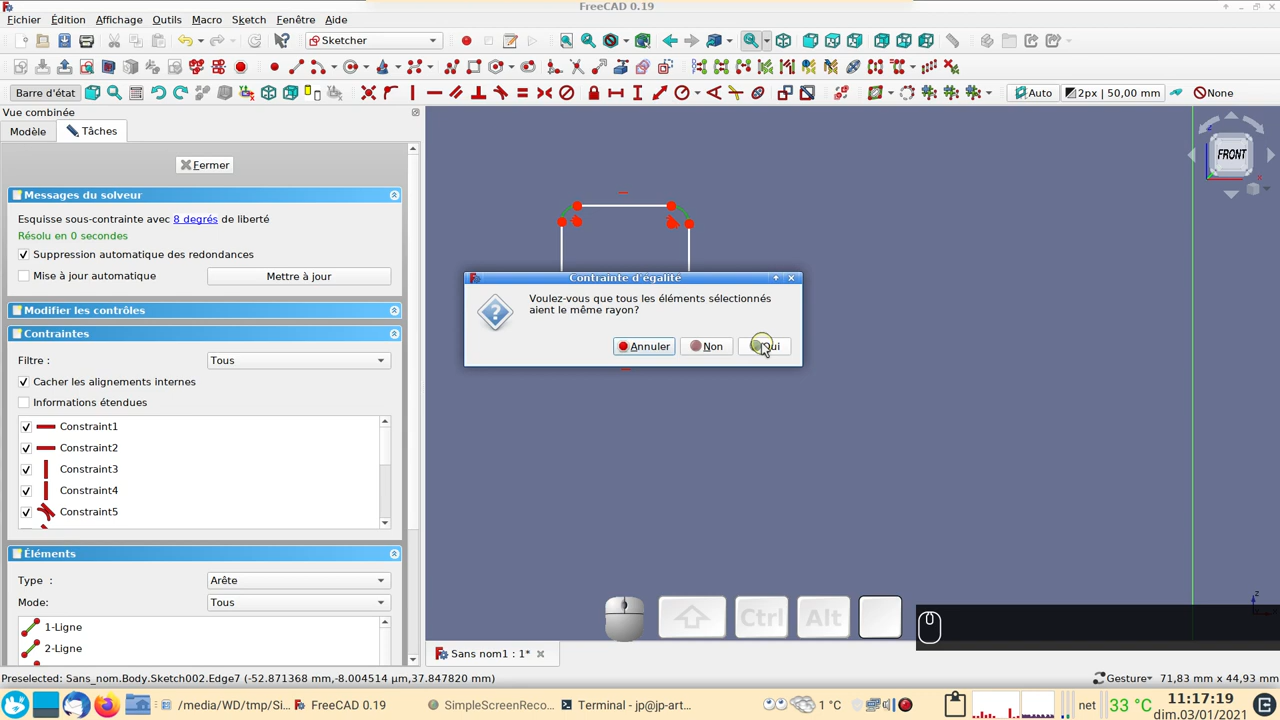 FreeCAD 0.19
Fichier Édition Affichage Outils Macro Sketch Fenêtre Aide
Sketcher
Barre d'état
Auto 2px | 50,00 mm None
Vue combinée
Modèle Tâches
Fermer
Messages du solveur
Esquisse sous-contrainte avec 8 degrés de liberté
Résolu en 0 secondes
Suppression automatique des redondances
Mise à jour automatique Mettre à jour
Modifier les contrôles
Contraintes
Filtre : Tous
Cacher les alignements internes
Informations étendues
Constraint1
Constraint2
Constraint3
Constraint4
Constraint5
Éléments
Type : Arête
Mode: Tous
1-Ligne
2-Ligne
FRONT
Contrainte d'égalité
Voulez-vous que tous les éléments sélectionnés
aient le même rayon?
Annuler Non Oui
Ctrl Alt
Sans nom1 : 1*
Preselected: Sans_nom.Body.Sketch002.Edge7 (-52.871368 mm,-8.004514 µm,37.847820 mm)
Gesture 71,83 mm x 44,93 mm
/media/WD/tmp/Si... FreeCAD 0.19 SimpleScreenReco... Terminal - jp@jp-art...
1 °C net 33 °C 11:17:19
dim.03/01/2021